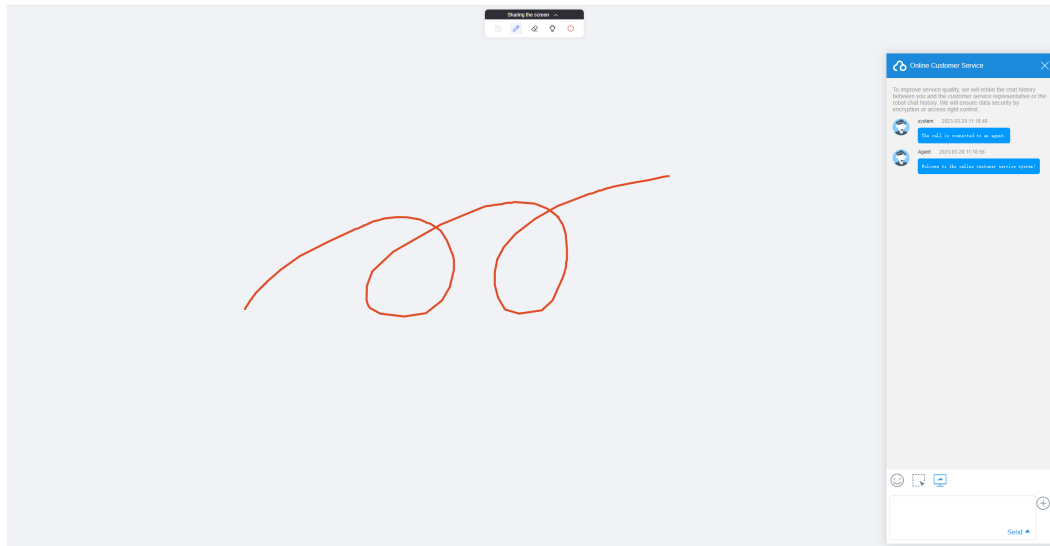 Sharing the screen
Online Customer Service
To improve service quality, we will retain the chat history
between you and the customer service representative or the
robot chat history. We will ensure data security by
encryption or access right control.
system 2023-03-28 11:18:48
The call is connected to an agent.
Agent 2023-03-28 11:18:56
Welcome to the online customer service system!
Send